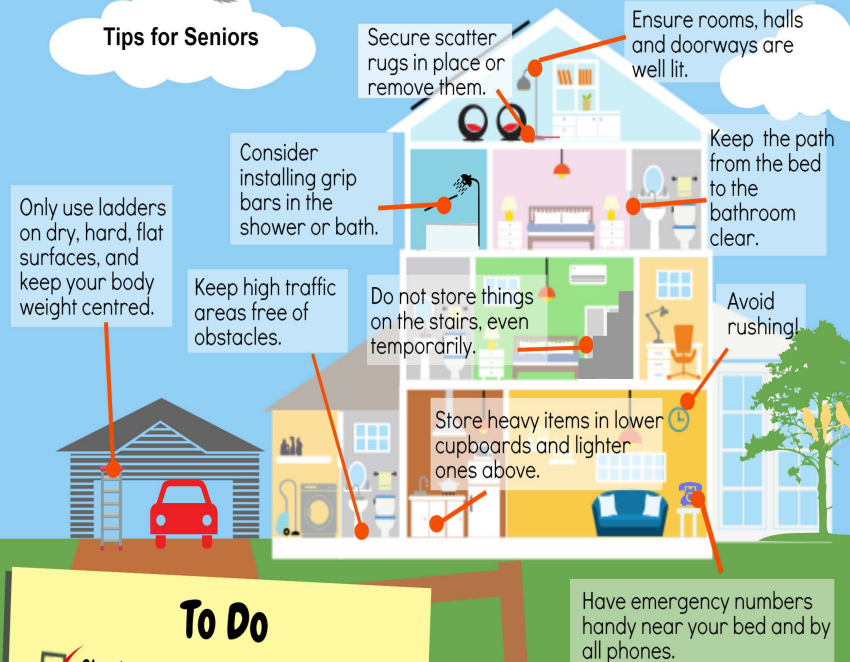 Tips for Seniors
Ensure rooms, halls
and doorways are
well lit.
Secure scatter
rugs in place or
remove them.
Keep the path
from the bed
to the
bathroom
clear.
Consider
installing grip
bars in the
shower or bath.
Only use ladders
on dry, hard, flat
surfaces, and
keep your body
weight centred.
Keep high traffic
areas free of
obstacles.
Do not store things
on the stairs, even
temporarily.
Avoid
rushing!
Store heavy items in lower
cupboards and lighter
ones above.
Have emergency numbers
handy near your bed and by
all phones.
To Do